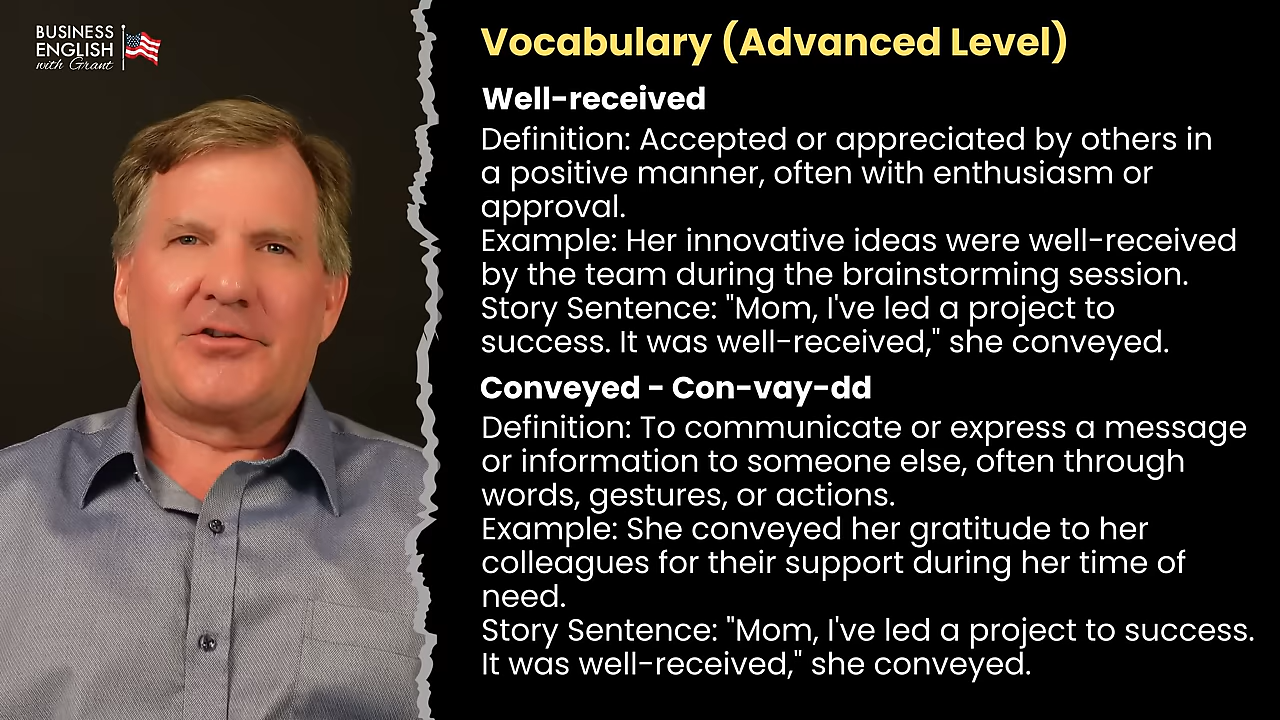 BUSINESS
ENGLISH
with Grant
Vocabulary (Advanced Level)
Well-received
Definition: Accepted or appreciated by others in
a positive manner, often with enthusiasm or
approval.
Example: Her innovative ideas were well-received
by the team during the brainstorming session.
Story Sentence: "Mom, I've led a project to
success. It was well-received," she conveyed.
Conveyed - Con-vay-dd
Definition: To communicate or express a message
or information to someone else, often through
words, gestures, or actions.
Example: She conveyed her gratitude to her
colleagues for their support during her time of
need.
Story Sentence: "Mom, I've led a project to success.
It was well-received," she conveyed.